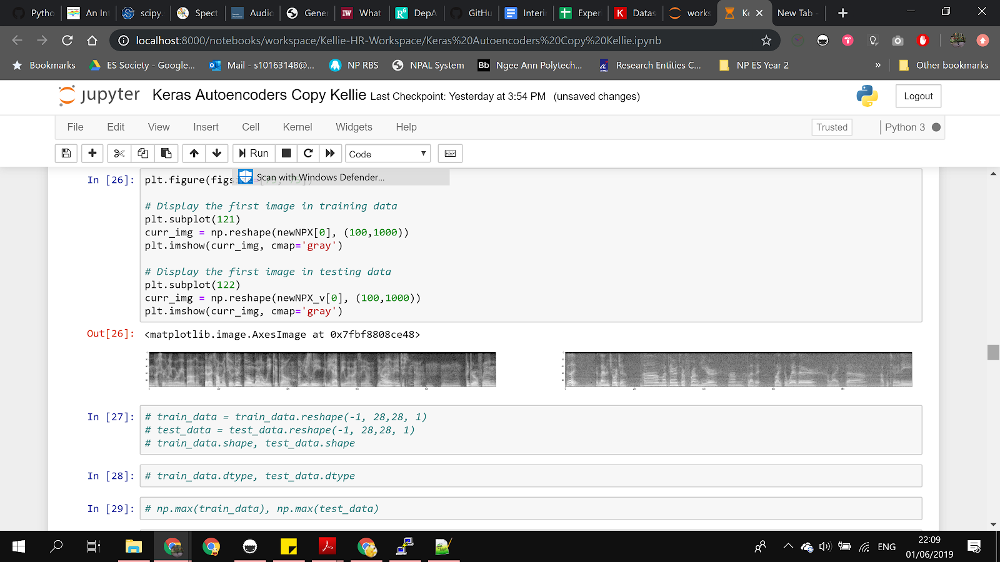 Pytho An Int scipy. Spect Audio Gener What DepA GitHu Interi Exper Datas works Ke New Tab
localhost:8000/notebooks/workspace/Kellie-HR-Workspace/Keras%20Autoencoders%20Copy%20Kellie.ipynb
Bookmarks ES Society - Google... Mail - s10163148@... NP RBS NPAL System Bb Ngee Ann Polytech... Research Entities C... NP ES Year 2 » Other bookmarks
jupyter Keras Autoencoders Copy Kellie Last Checkpoint: Yesterday at 3:54 PM (unsaved changes) Logout
File Edit View Insert Cell Kernel Widgets Help Trusted Python 3
Run Code
In [26]: plt.figure(figs
Scan with Windows Defender...
# Display the first image in training data
plt.subplot(121)
curr_img = np.reshape(newNPX[0], (100,1000))
plt.imshow(curr_img, cmap='gray')
# Display the first image in testing data
plt.subplot(122)
curr_img = np.reshape(newNPX_v[0], (100,1000))
plt.imshow(curr_img, cmap='gray')
Out[26]: <matplotlib.image.AxesImage at 0x7fbf8808ce48>
In [27]: # train_data = train_data.reshape(-1, 28,28, 1)
# test_data = test_data.reshape(-1, 28,28, 1)
# train_data.shape, test_data.shape
In [28]: # train_data.dtype, test_data.dtype
In [29]: # np.max(train_data), np.max(test_data)
ENG 22:09
01/06/2019